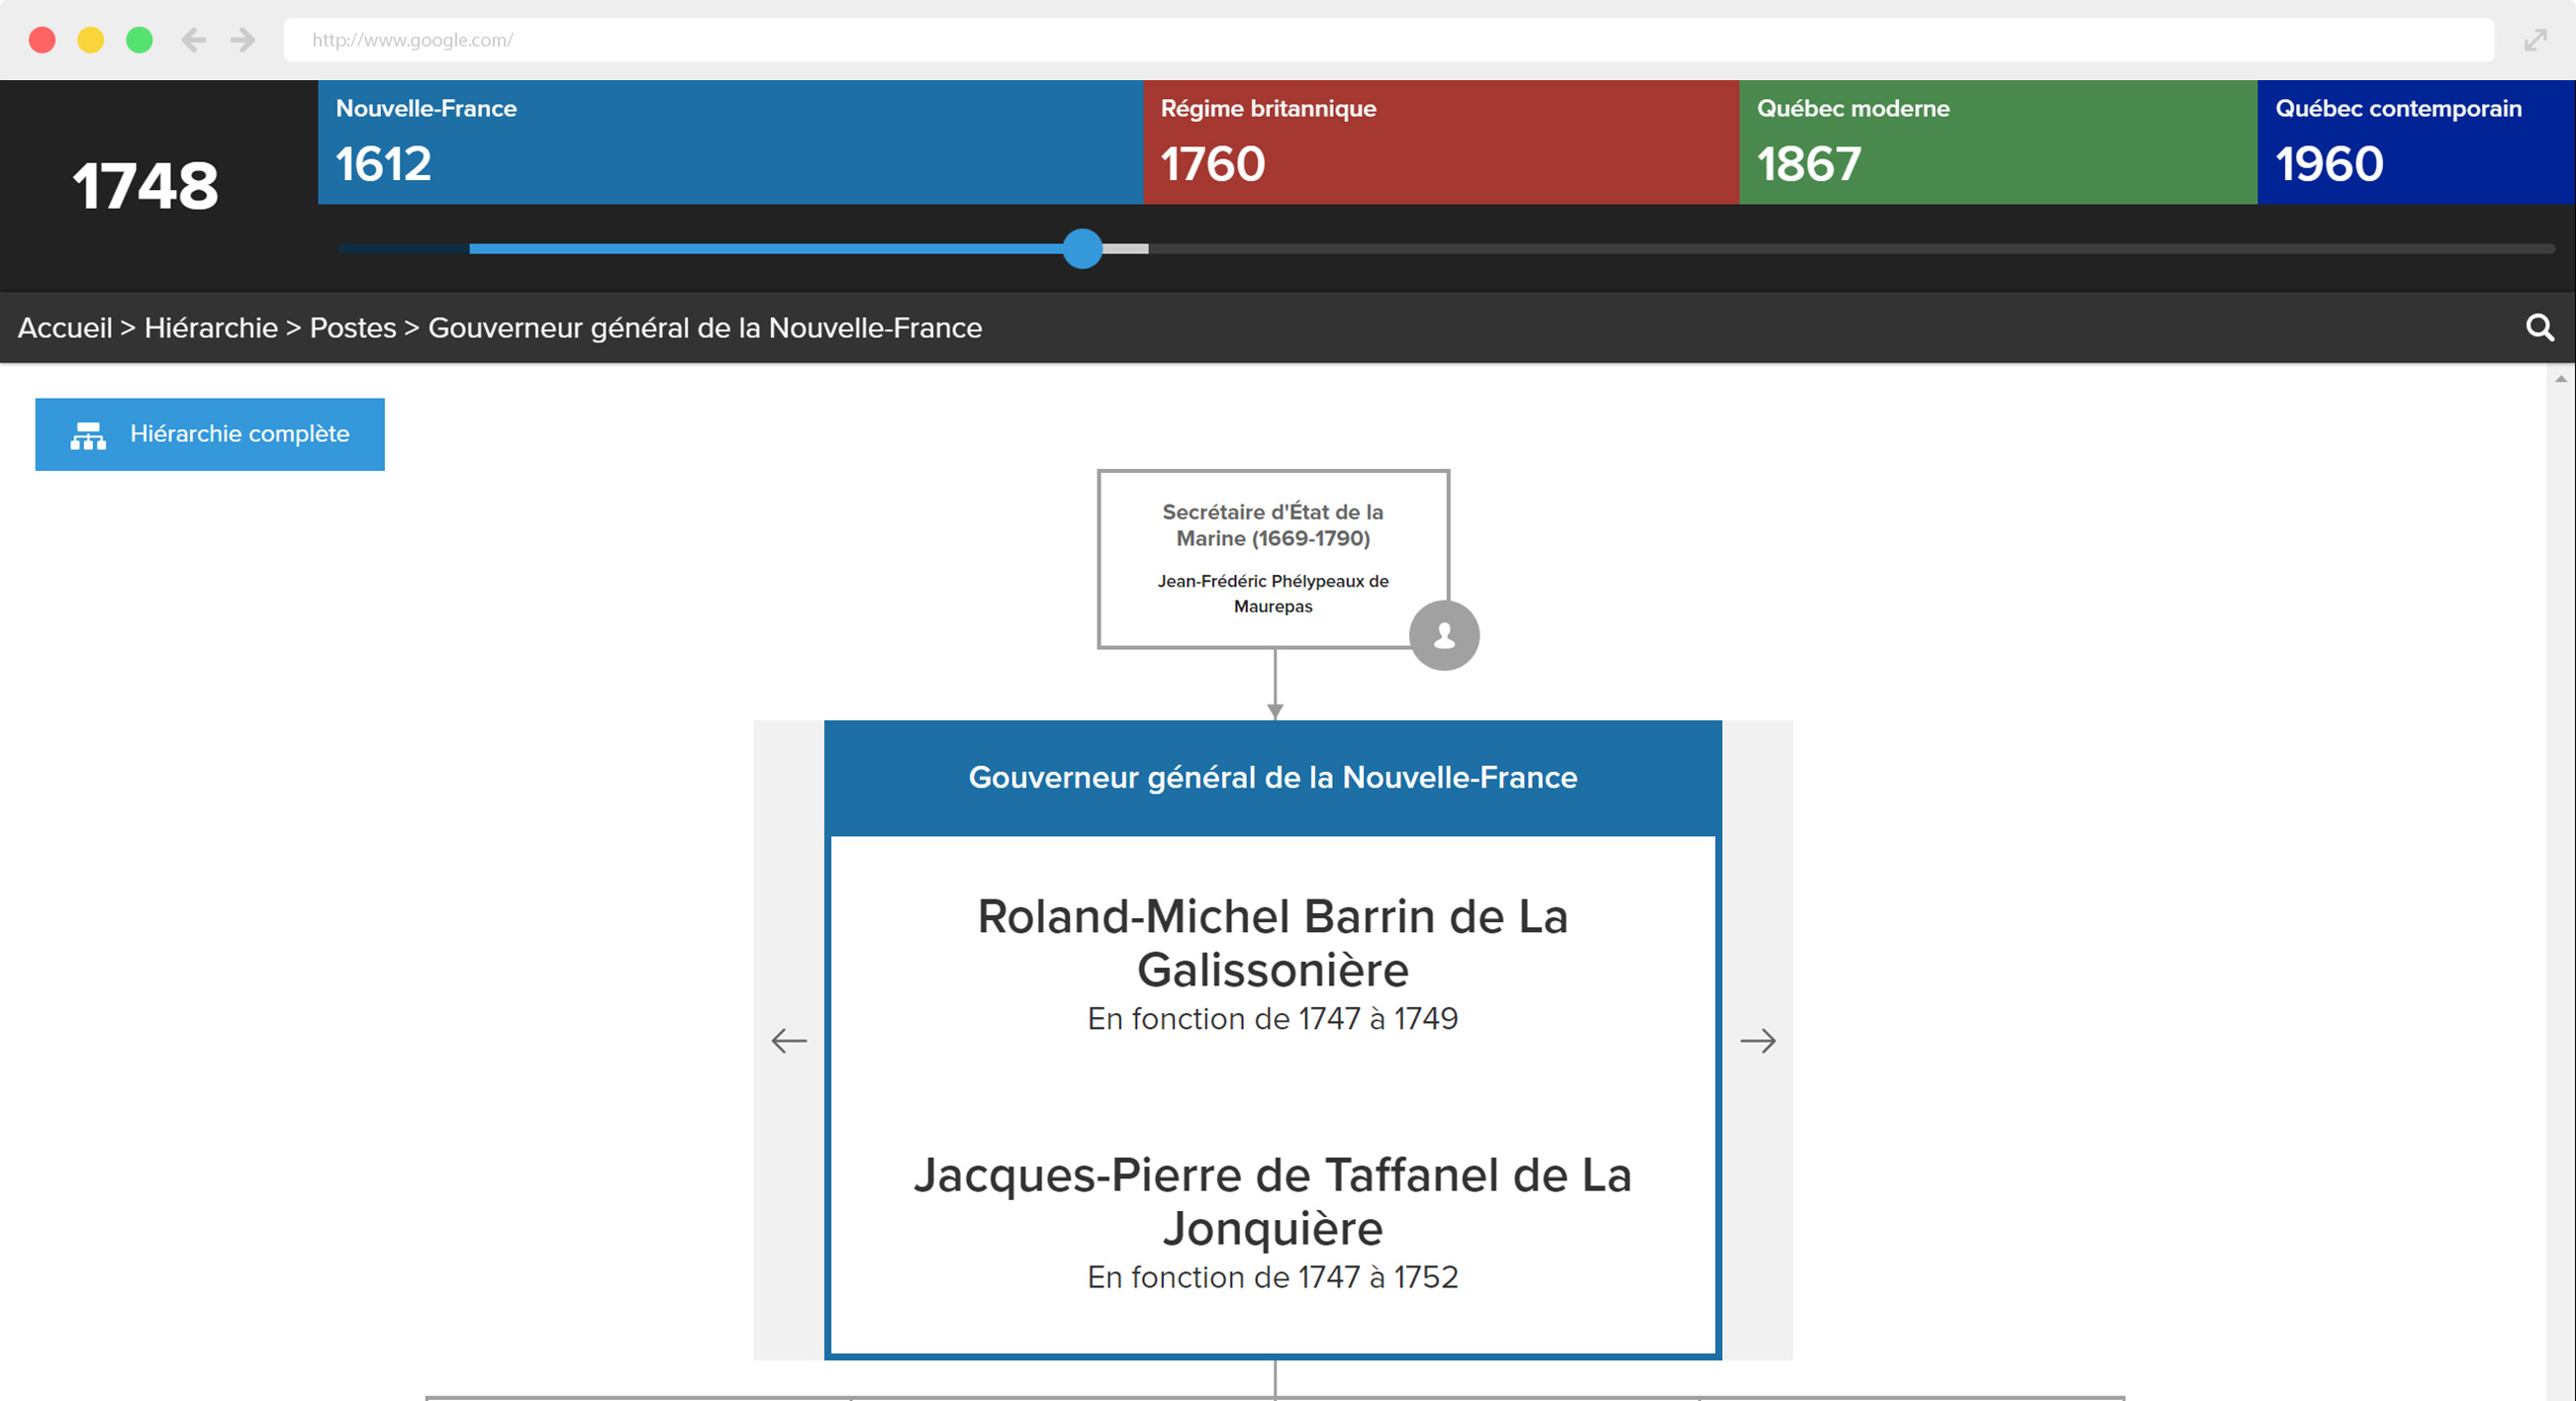 http://www.google.com/
1748
Nouvelle-France
1612
Régime britannique
1760
Québec moderne
1867
Québec contemporain
1960
Accueil > Hiérarchie > Postes > Gouverneur général de la Nouvelle-France
Hiérarchie complète
Secrétaire d'État de la
Marine (1669-1790)
Jean-Frédéric Phélypeaux de
Maurepas
Gouverneur général de la Nouvelle-France
Roland-Michel Barrin de La
Galissonière
En fonction de 1747 à 1749
Jacques-Pierre de Taffanel de La
Jonquière
En fonction de 1747 à 1752